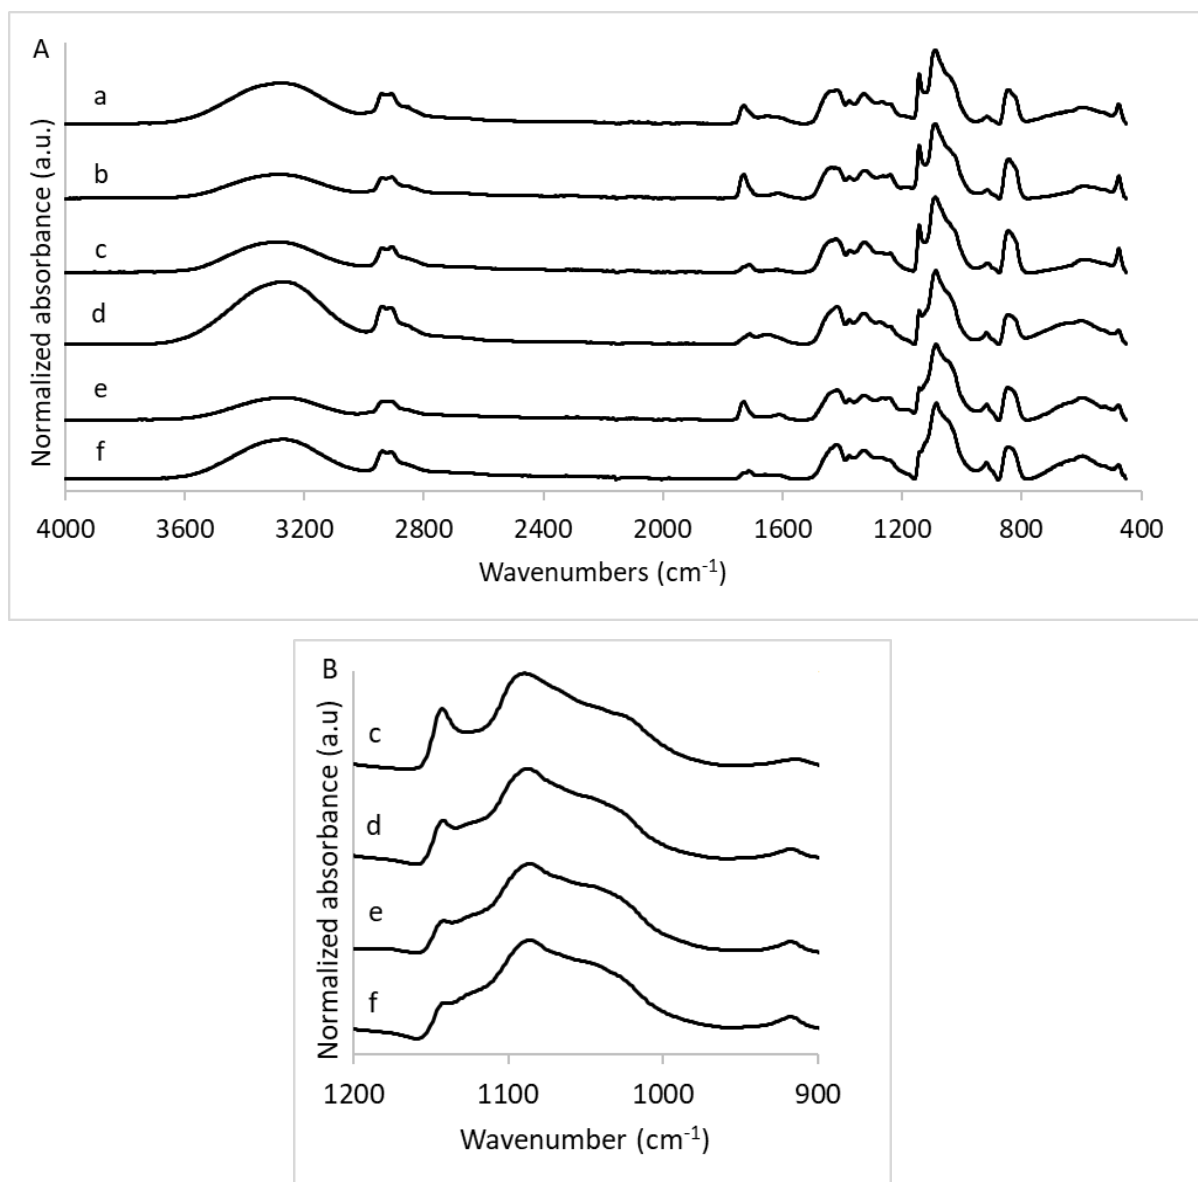 A
a
b
c
d
e
f
Normalized absorbance (a.u.)
4000 3600 3200 2800 2400 2000 1600 1200 800 400
Wavenumbers (cm-1)
B
c
d
e
f
Normalized absorbance (a.u)
1200 1100 1000 900
Wavenumber (cm-1)